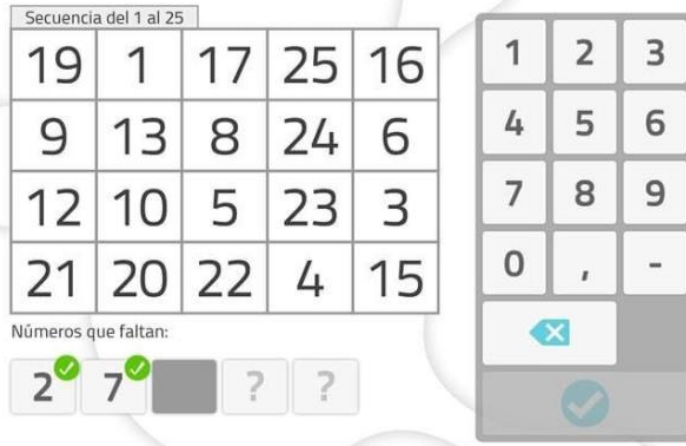 Secuencia del 1 al 25
19 1 17 25 16
9 13 8 24 6
12 10 5 23 3
21 20 22 4 15
Números que faltan:
2 7 ? ?
1 2 3
4 5 6
7 8 9
0 , -